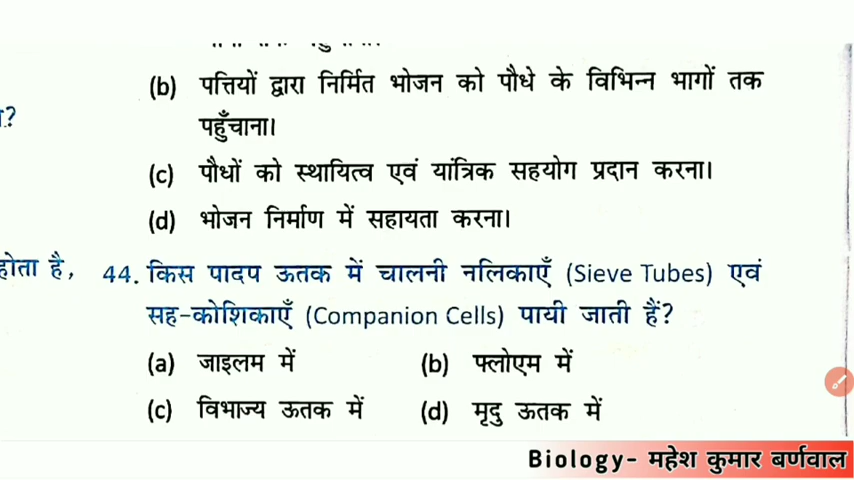 (b) पत्तियों द्वारा निर्मित भोजन को पौधे के विभिन्न भागों तक
पहुँचाना।
(c) पौधों को स्थायित्व एवं यांत्रिक सहयोग प्रदान करना।
(d) भोजन निर्माण में सहायता करना।
होता है,
44. किस पादप ऊतक में चालनी नलिकाएँ (Sieve Tubes) एवं
सह-कोशिकाएँ (Companion Cells) पायी जाती हैं?
(a) जाइलम में (b) फ्लोएम में
(c) विभाज्य ऊतक में (d) मृदु ऊतक में
Biology- महेश कुमार बर्णवाल